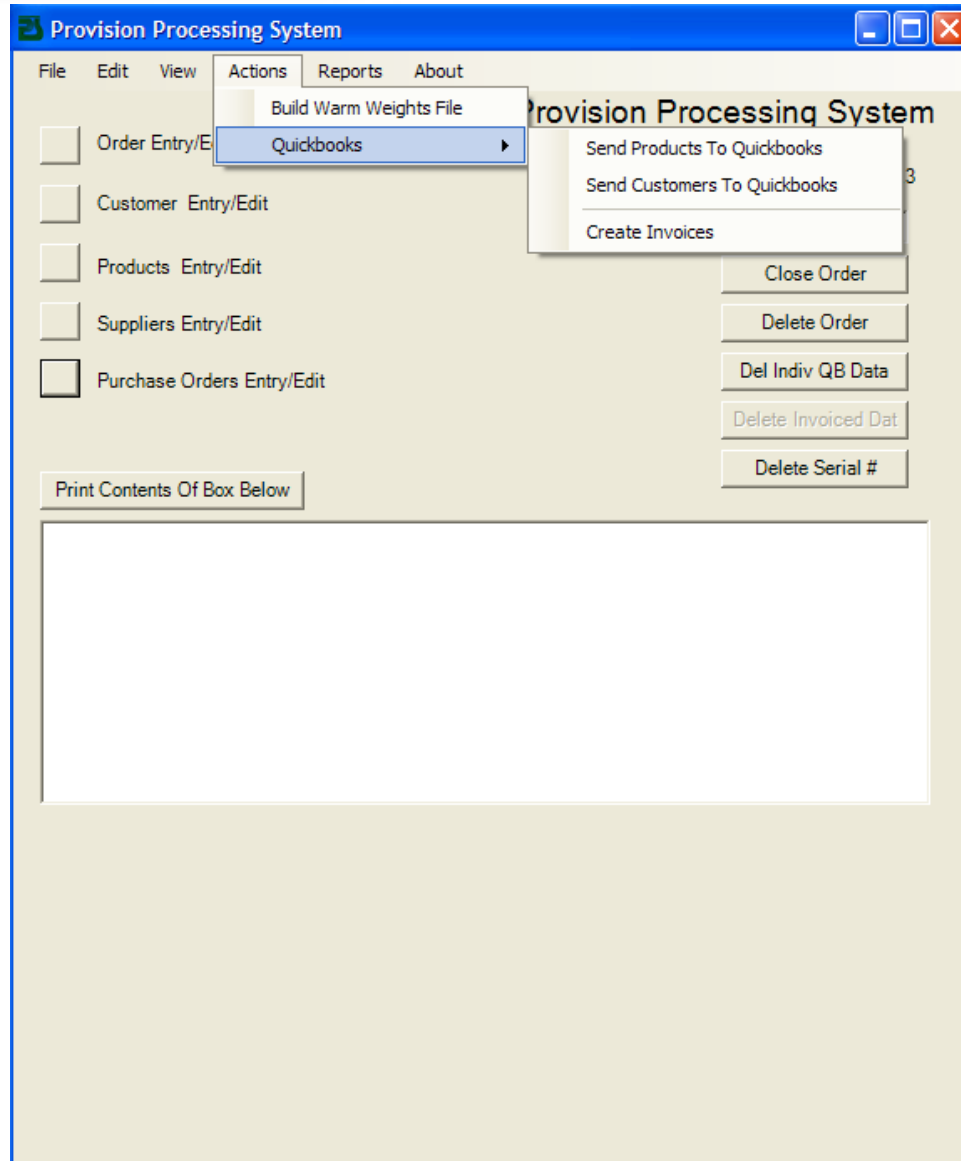 Provision Processing System
File Edit View Actions Reports About
Build Warm Weights File
Provision Processing System
Order Entry/E
Quickbooks
Send Products To Quickbooks
3
Customer Entry/Edit
Send Customers To Quickbooks
Create Invoices
Products Entry/Edit
Close Order
Suppliers Entry/Edit
Delete Order
Purchase Orders Entry/Edit
Del Indiv QB Data
Delete Invoiced Dat
Delete Serial #
Print Contents Of Box Below